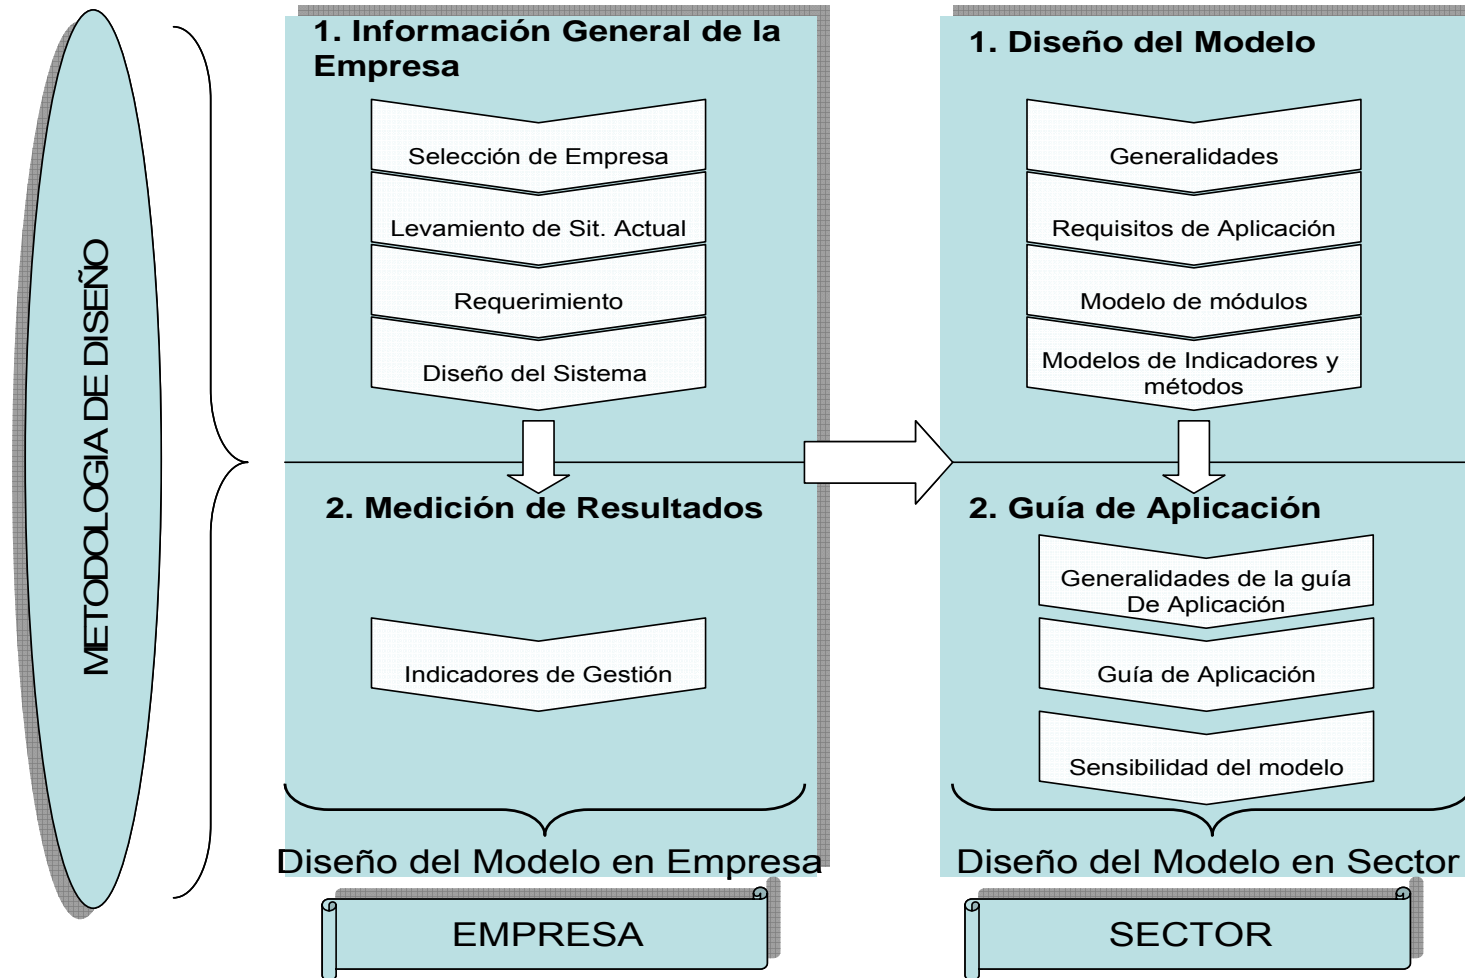 METODOLOGIA DE DISEÑO
1. Información General de la
Empresa
Selección de Empresa
Levamiento de Sit. Actual
Requerimiento
Diseño del Sistema
2. Medición de Resultados
Indicadores de Gestión
Diseño del Modelo en Empresa
EMPRESA
1. Diseño del Modelo
Generalidades
Requisitos de Aplicación
Modelo de módulos
Modelos de Indicadores y
métodos
2. Guía de Aplicación
Generalidades de la guía
De Aplicación
Guía de Aplicación
Sensibilidad del modelo
Diseño del Modelo en Sector
SECTOR